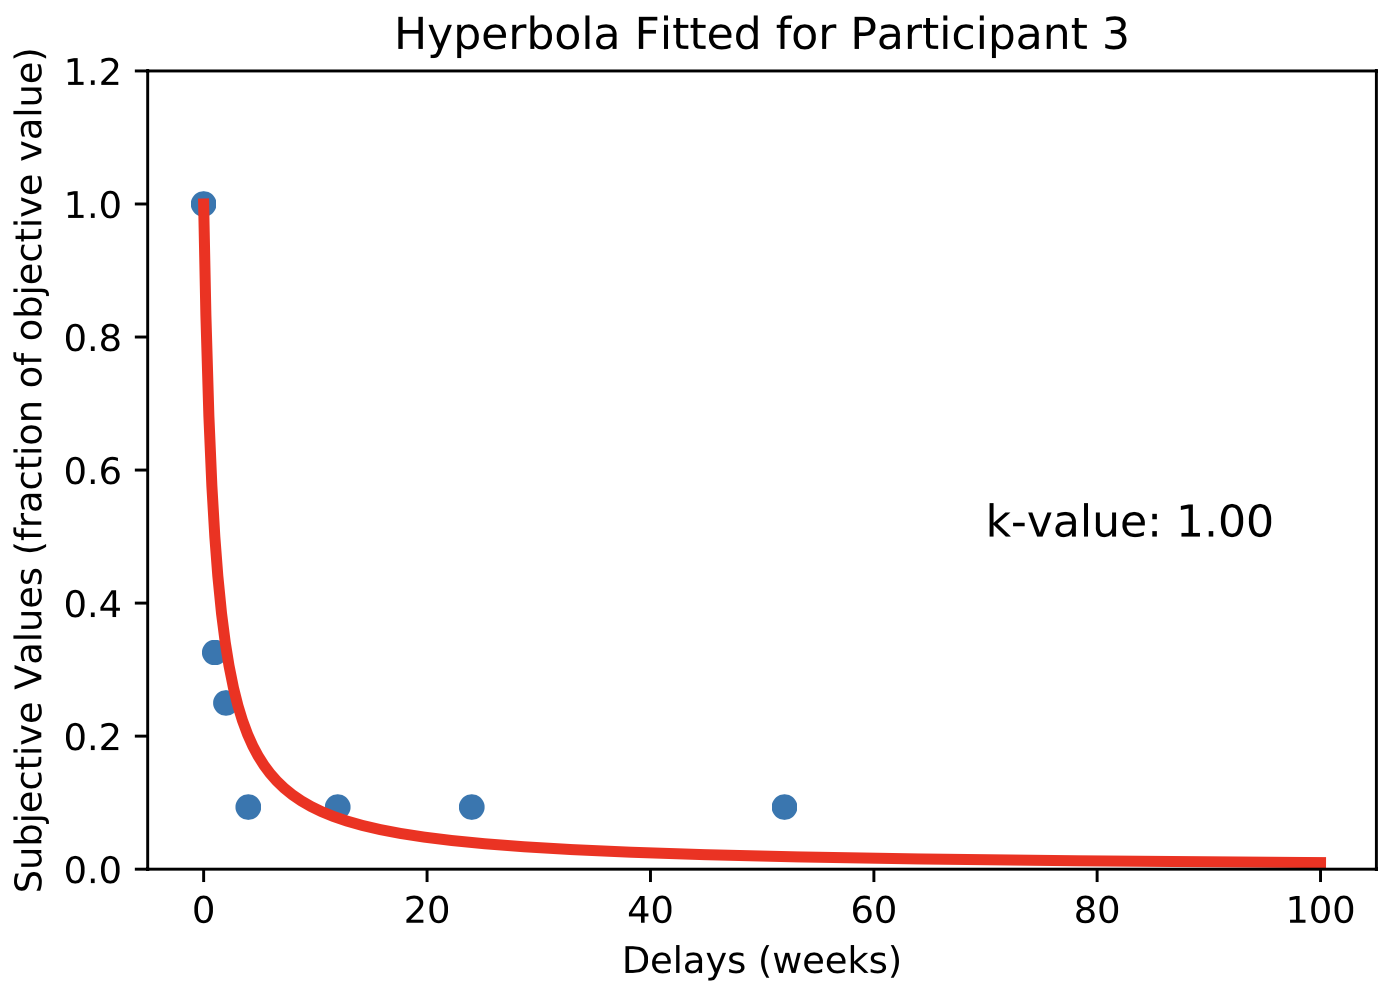 Hyperbola Fitted for Participant 3
Subjective Values (fraction of objective value)
1.2
1.0
0.8
0.6
0.4
0.2
0.0
k-value: 1.00
0 20 40 60 80 100
Delays (weeks)